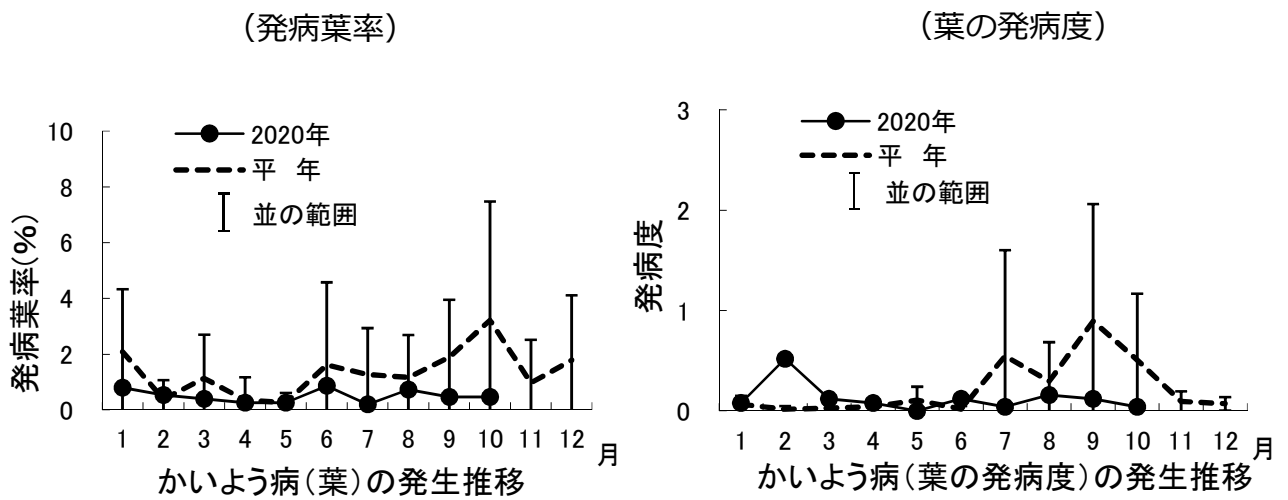 (発病葉率)
10
8
6
4
2
0
発病葉率(%)
2020年
平 年
並の範囲
1 2 3 4 5 6 7 8 9 10 11 12 月
かいよう病(葉)の発生推移
(葉の発病度)
3
2
1
0
発病度
2020年
平 年
並の範囲
1 2 3 4 5 6 7 8 9 10 11 12 月
かいよう病(葉の発病度)の発生推移